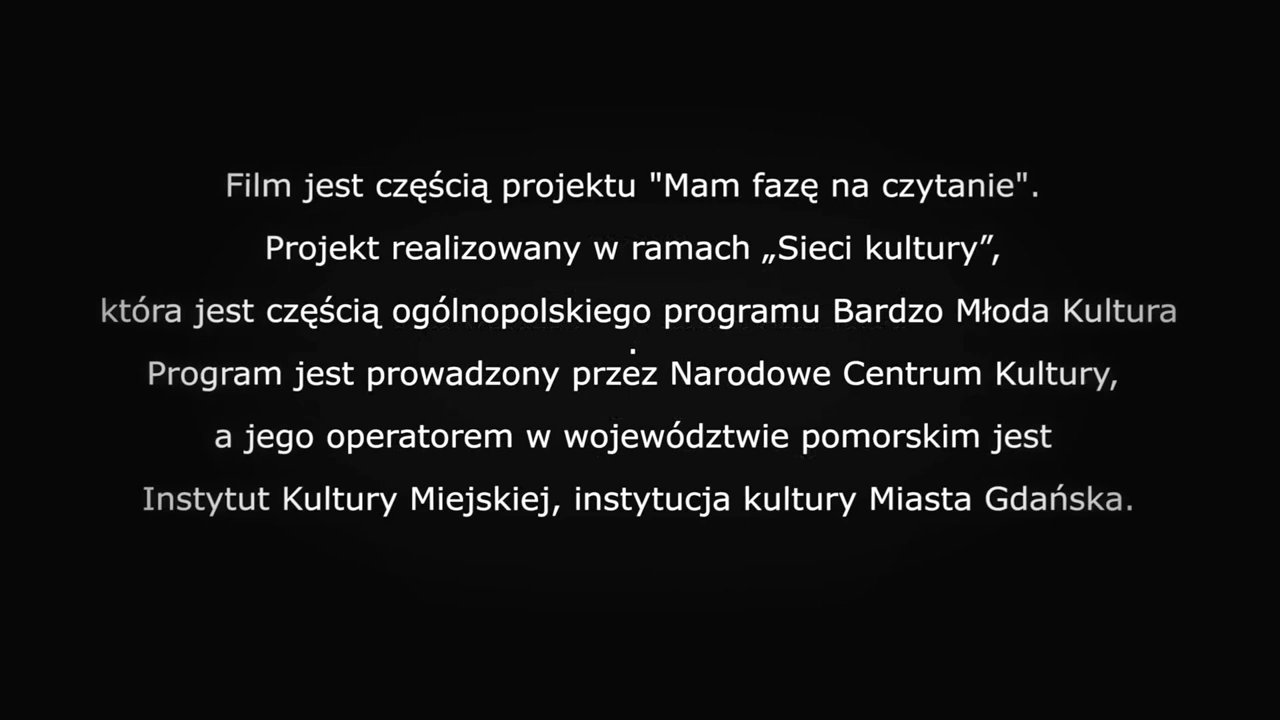 Film jest częścią projektu "Mam fazę na czytanie".
Projekt realizowany w ramach „Sieci kultury”,
która jest częścią ogólnopolskiego programu Bardzo Młoda Kultura
.
Program jest prowadzony przez Narodowe Centrum Kultury,
a jego operatorem w województwie pomorskim jest
Instytut Kultury Miejskiej, instytucja kultury Miasta Gdańska.